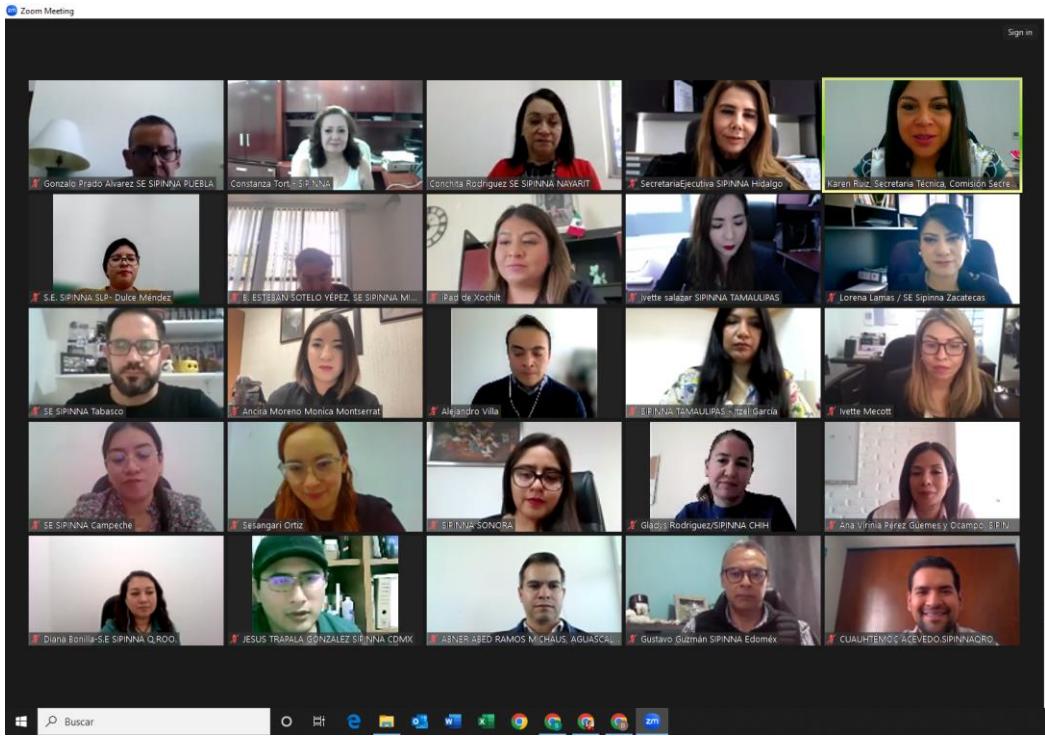 zm Zoom Meeting
Sign in
Gonzalo Prado Alvarez SE SIPINNA PUEBLA
Constanza Tort - SIPINNA
Conchita Rodriguez SE SIPINNA NAYARIT
SecretariaEjecutiva SIPINNA Hidalgo
Karen Ruiz, Secretaria Técnica, Comisión Secre...
S.E. SIPINNA SLP- Dulce Méndez
B. ESTEBAN SOTELO YÉPEZ, SE SIPINNA MI...
iPad de Xochilt
Ivette salazar SIPINNA TAMAULIPAS
Lorena Lamas / SE Sipinna Zacatecas
SE SIPINNA Tabasco
Ancira Moreno Monica Montserrat
Alejandro Villa
SIPINNA TAMAULIPAS - Itzel García
Ivette Mecott
SE SIPINNA Campeche
Sesangari Ortiz
SIPINNA SONORA
Gladys Rodriguez/SIPINNA CHIH
Ana Virinia Pérez Güemes y Ocampo, SIPIN
Diana Bonilla-S.E SIPINNA Q.ROO.
JESUS TRAPALA GONZALEZ SIPINNA CDMX
ABNER ABED RAMOS MICHAUS, AGUASCAL...
Gustavo Guzmán SIPINNA Edoméx
CUAUHTEMOC ACEVEDO.SIPINNAQRO
Buscar
zm